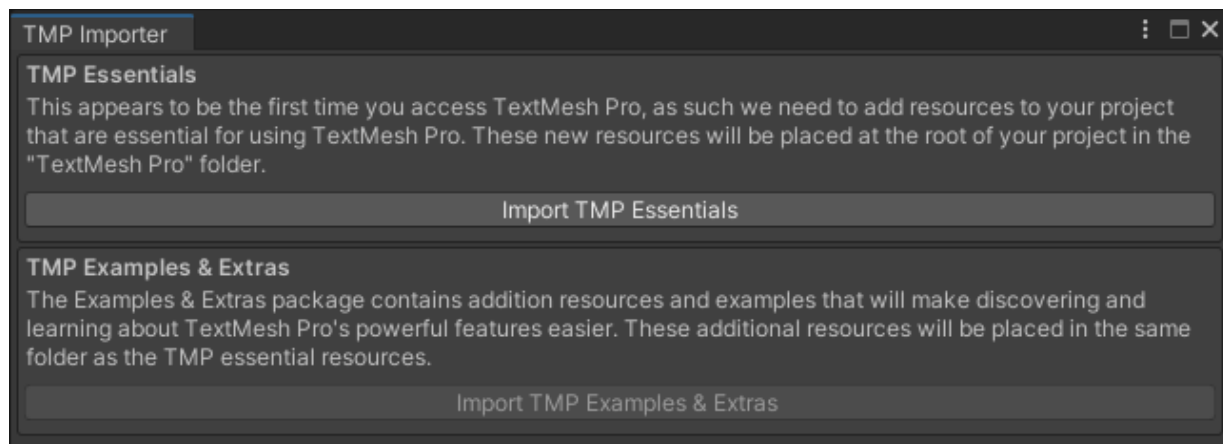 TMP Importer
TMP Essentials
This appears to be the first time you access TextMesh Pro, as such we need to add resources to your project
that are essential for using TextMesh Pro. These new resources will be placed at the root of your project in the
"TextMesh Pro" folder.
Import TMP Essentials
TMP Examples & Extras
The Examples & Extras package contains addition resources and examples that will make discovering and
learning about TextMesh Pro's powerful features easier. These additional resources will be placed in the same
folder as the TMP essential resources.
Import TMP Examples & Extras